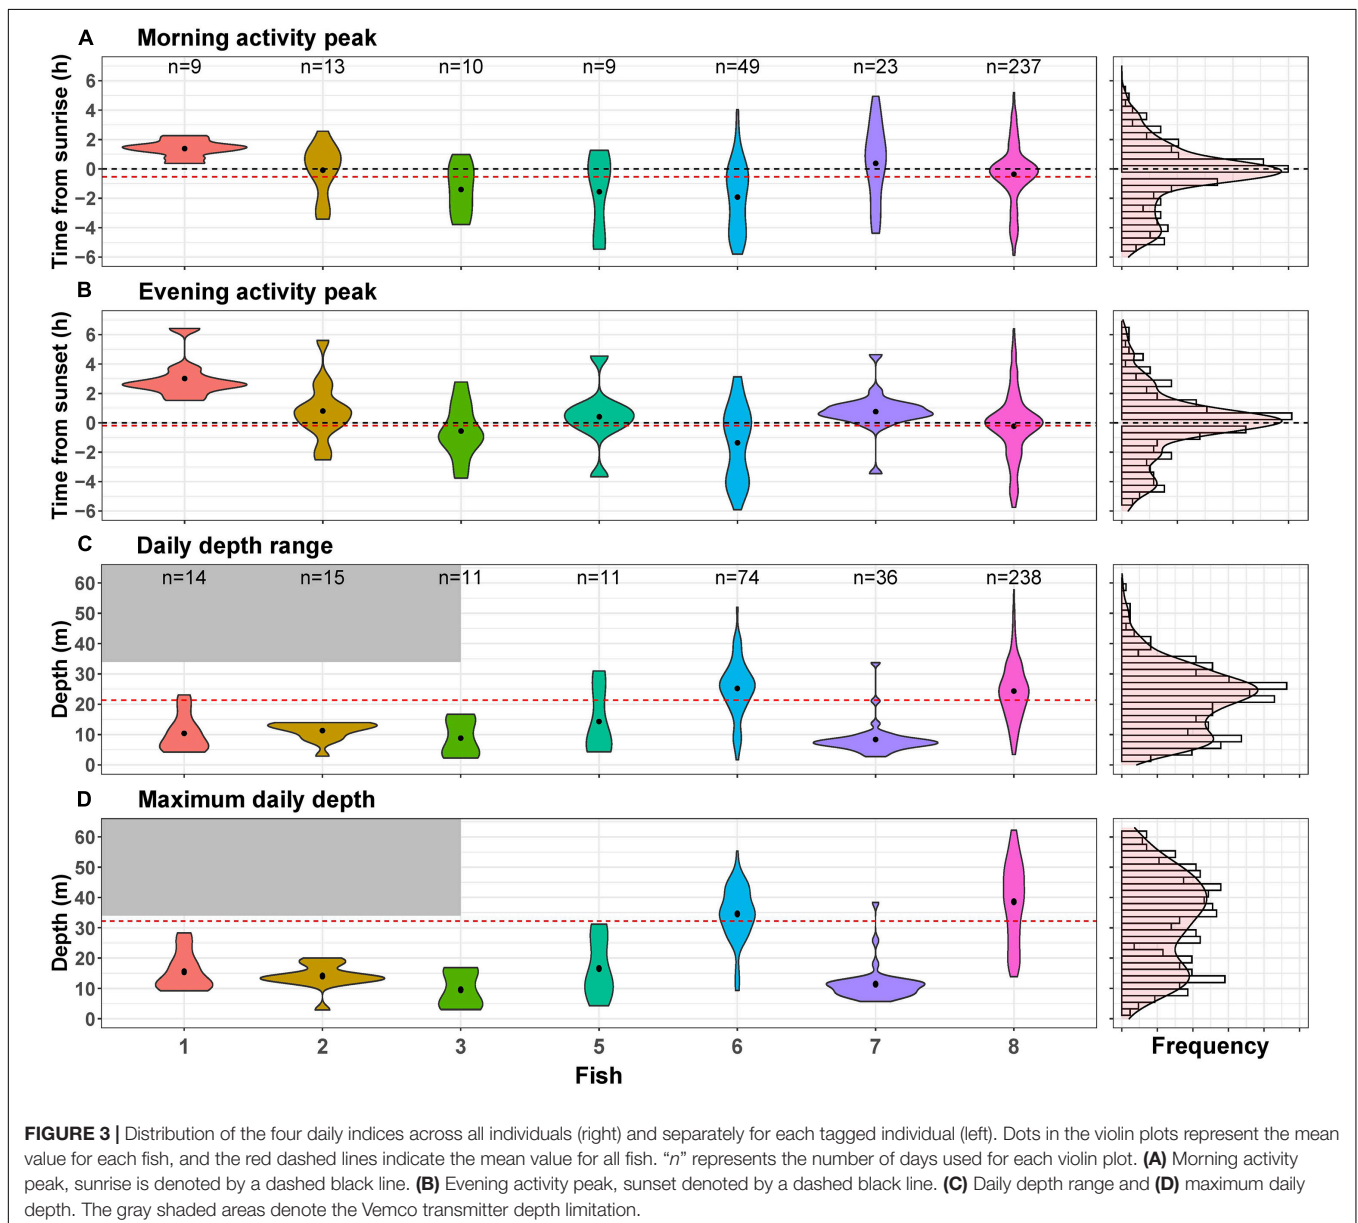 A Morning activity peak
n=9 n=13 n=10 n=9 n=49 n=23 n=237
Time from sunrise (h)
6
4
2
0
−2
−4
−6
B Evening activity peak
Time from sunset (h)
6
4
2
0
−2
−4
−6
C Daily depth range
n=14 n=15 n=11 n=11 n=74 n=36 n=238
Depth (m)
60
50
40
30
20
10
0
D Maximum daily depth
Depth (m)
60
50
40
30
20
10
0
1 2 3 5 6 7 8
Fish
Frequency
FIGURE 3 | Distribution of the four daily indices across all individuals (right) and separately for each tagged individual (left). Dots in the violin plots represent the mean
value for each fish, and the red dashed lines indicate the mean value for all fish. “n” represents the number of days used for each violin plot. (A) Morning activity
peak, sunrise is denoted by a dashed black line. (B) Evening activity peak, sunset denoted by a dashed black line. (C) Daily depth range and (D) maximum daily
depth. The gray shaded areas denote the Vemco transmitter depth limitation.